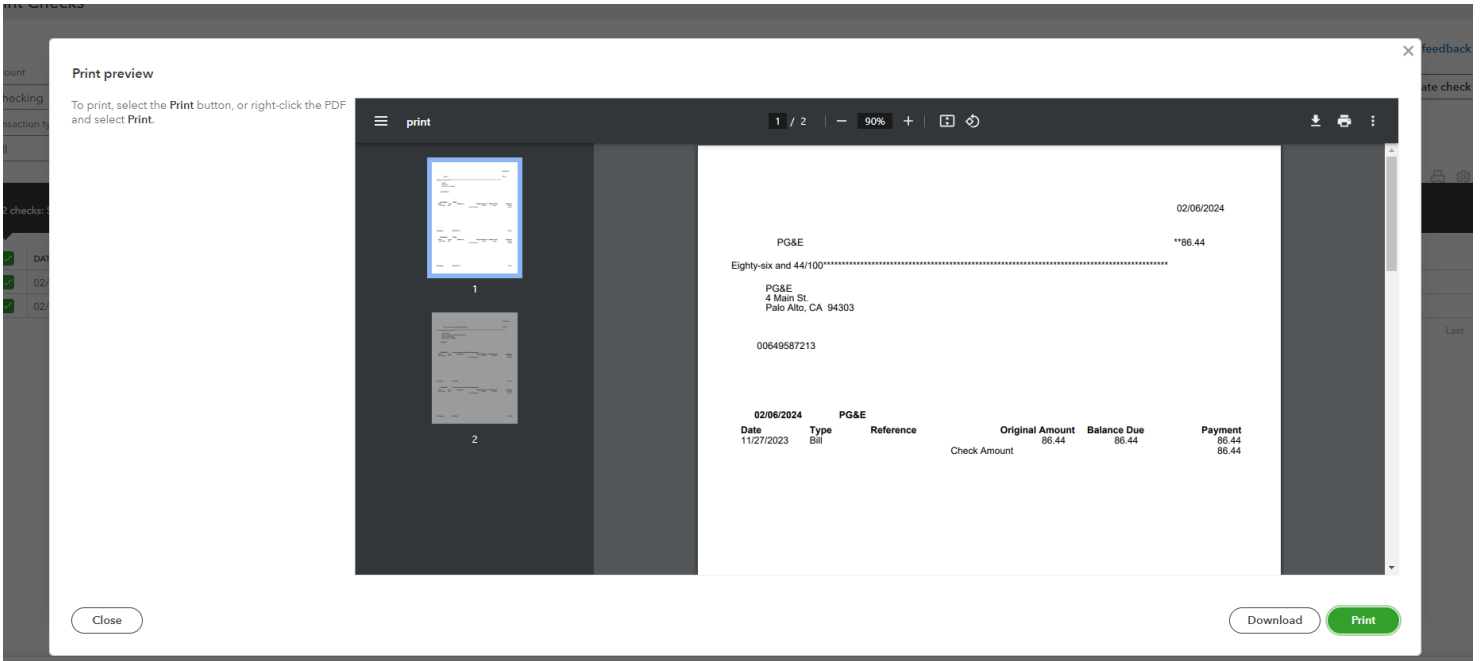 Print preview
feedback
To print, select the Print button, or right-click the PDF
and select Print.
ate check
print
1 / 2
90%
1
2
2 checks: S
02/06/2024
PG&E **86.44
Eighty-six and 44/100******************************************************************************************
PG&E
4 Main St.
Palo Alto, CA 94303
00649587213
02/06/2024 PG&E
Date Type Reference Original Amount Balance Due Payment
11/27/2023 Bill 86.44 86.44 86.44
Check Amount 86.44
Last
Close
Download
Print